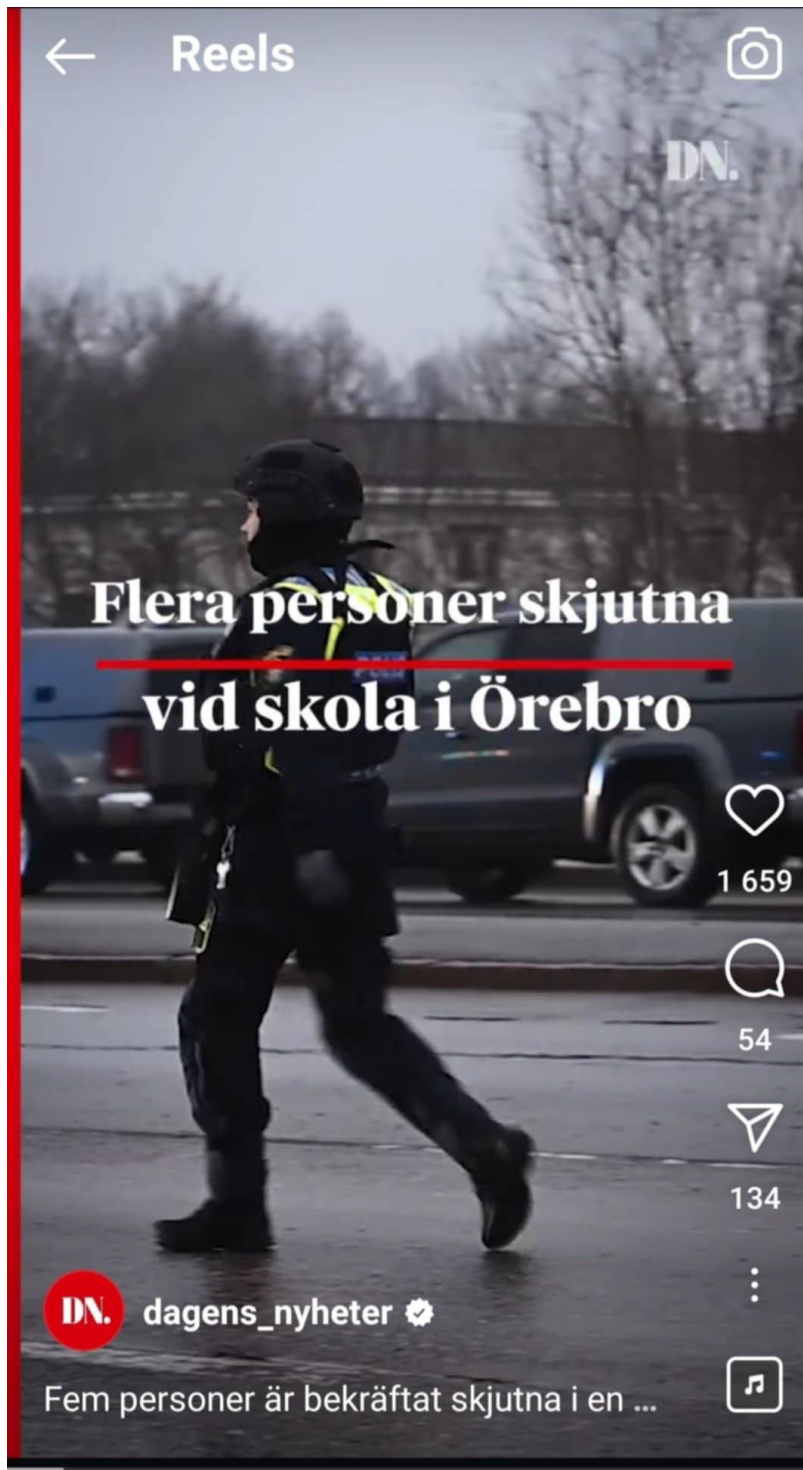 Reels
DN.
Flera personer skjutna
POLIS
vid skola i Örebro
1 659
54
134
DN. dagens_nyheter
Fem personer är bekräftat skjutna i en ...